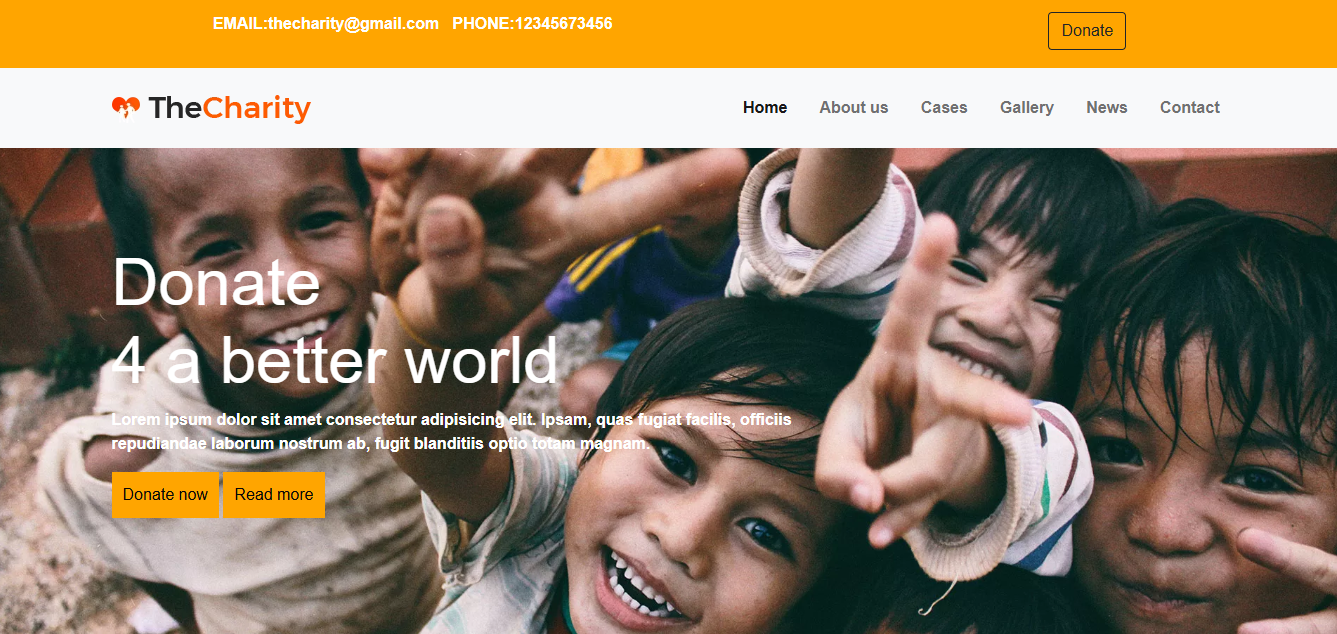 EMAIL:thecharity@gmail.com PHONE:12345673456
Donate
TheCharity
Home About us Cases Gallery News Contact
Donate
4 a better world
Lorem ipsum dolor sit amet consectetur adipisicing elit. Ipsam, quas fugiat facilis, officiis
repudiandae laborum nostrum ab, fugit blanditiis optio totam magnam.
Donate now Read more